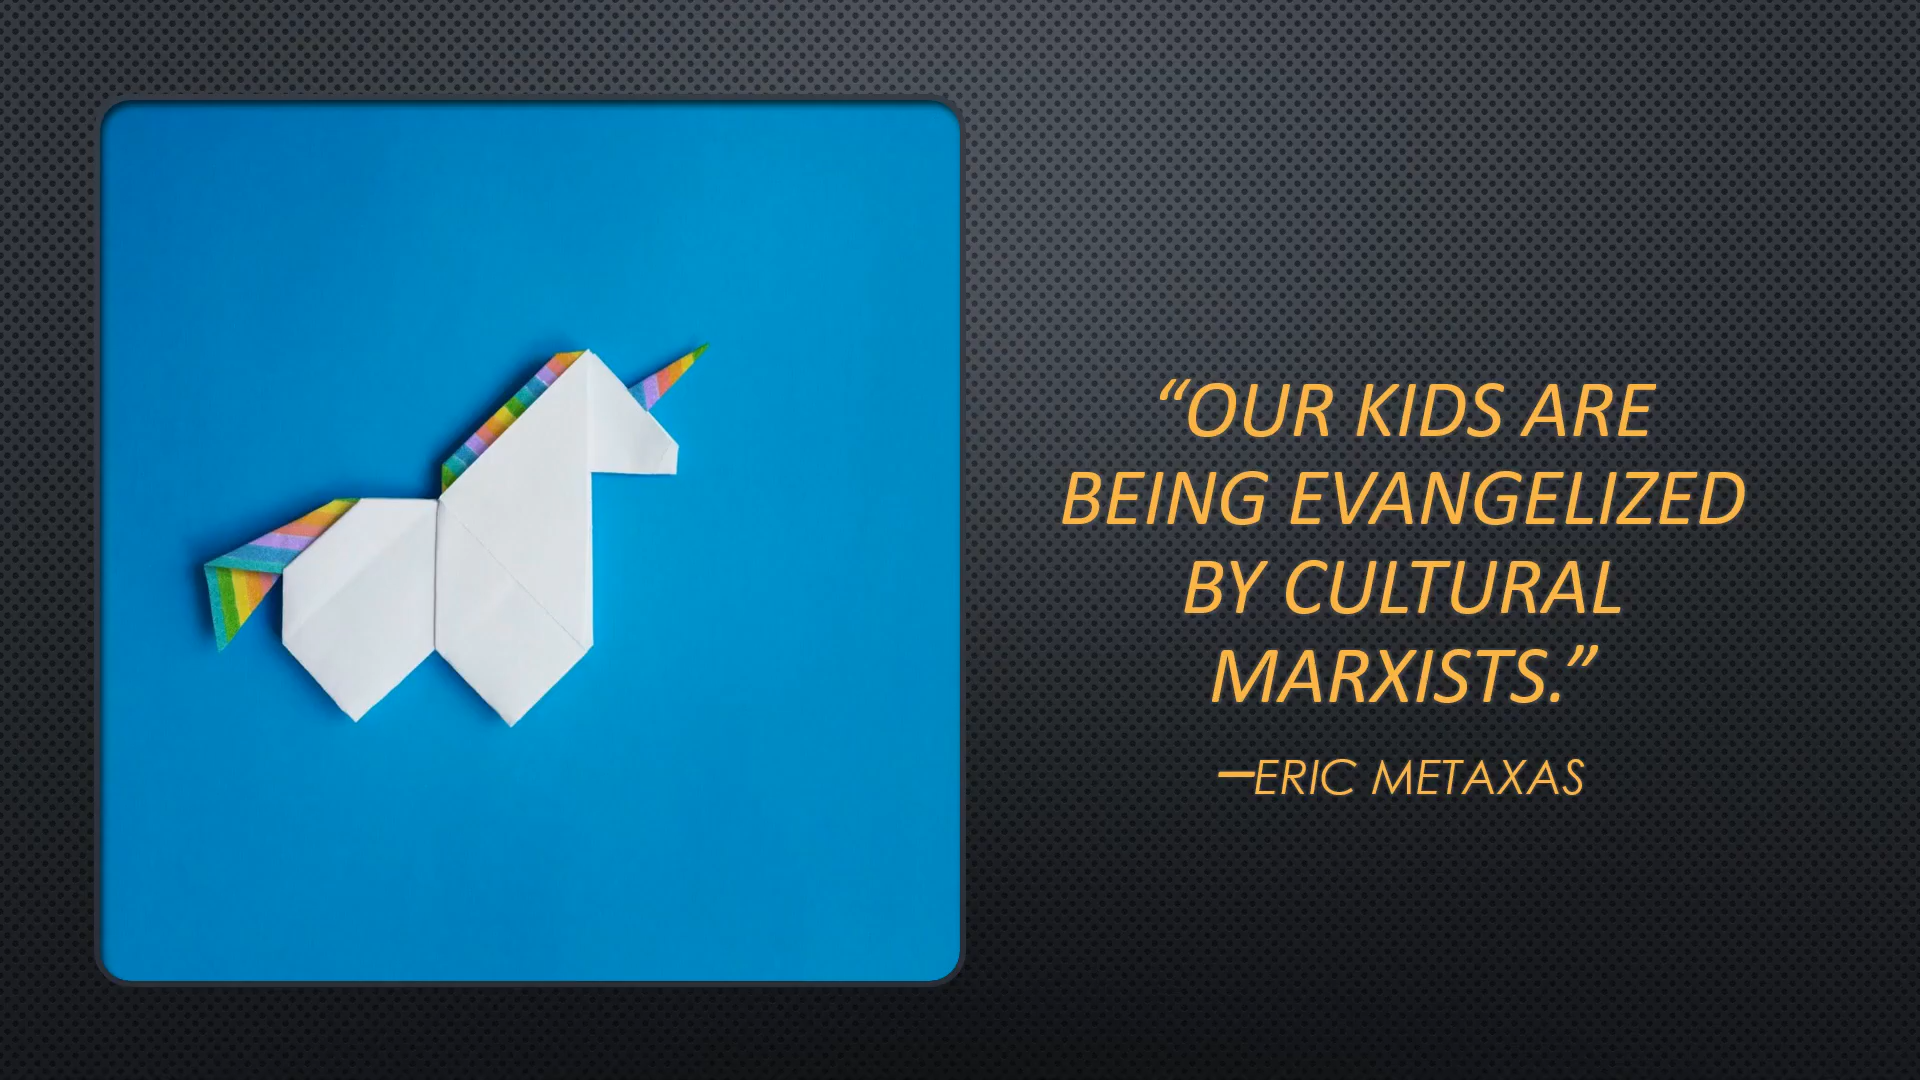 “OUR KIDS ARE
BEING EVANGELIZED
BY CULTURAL
MARXISTS.”
–ERIC METAXAS